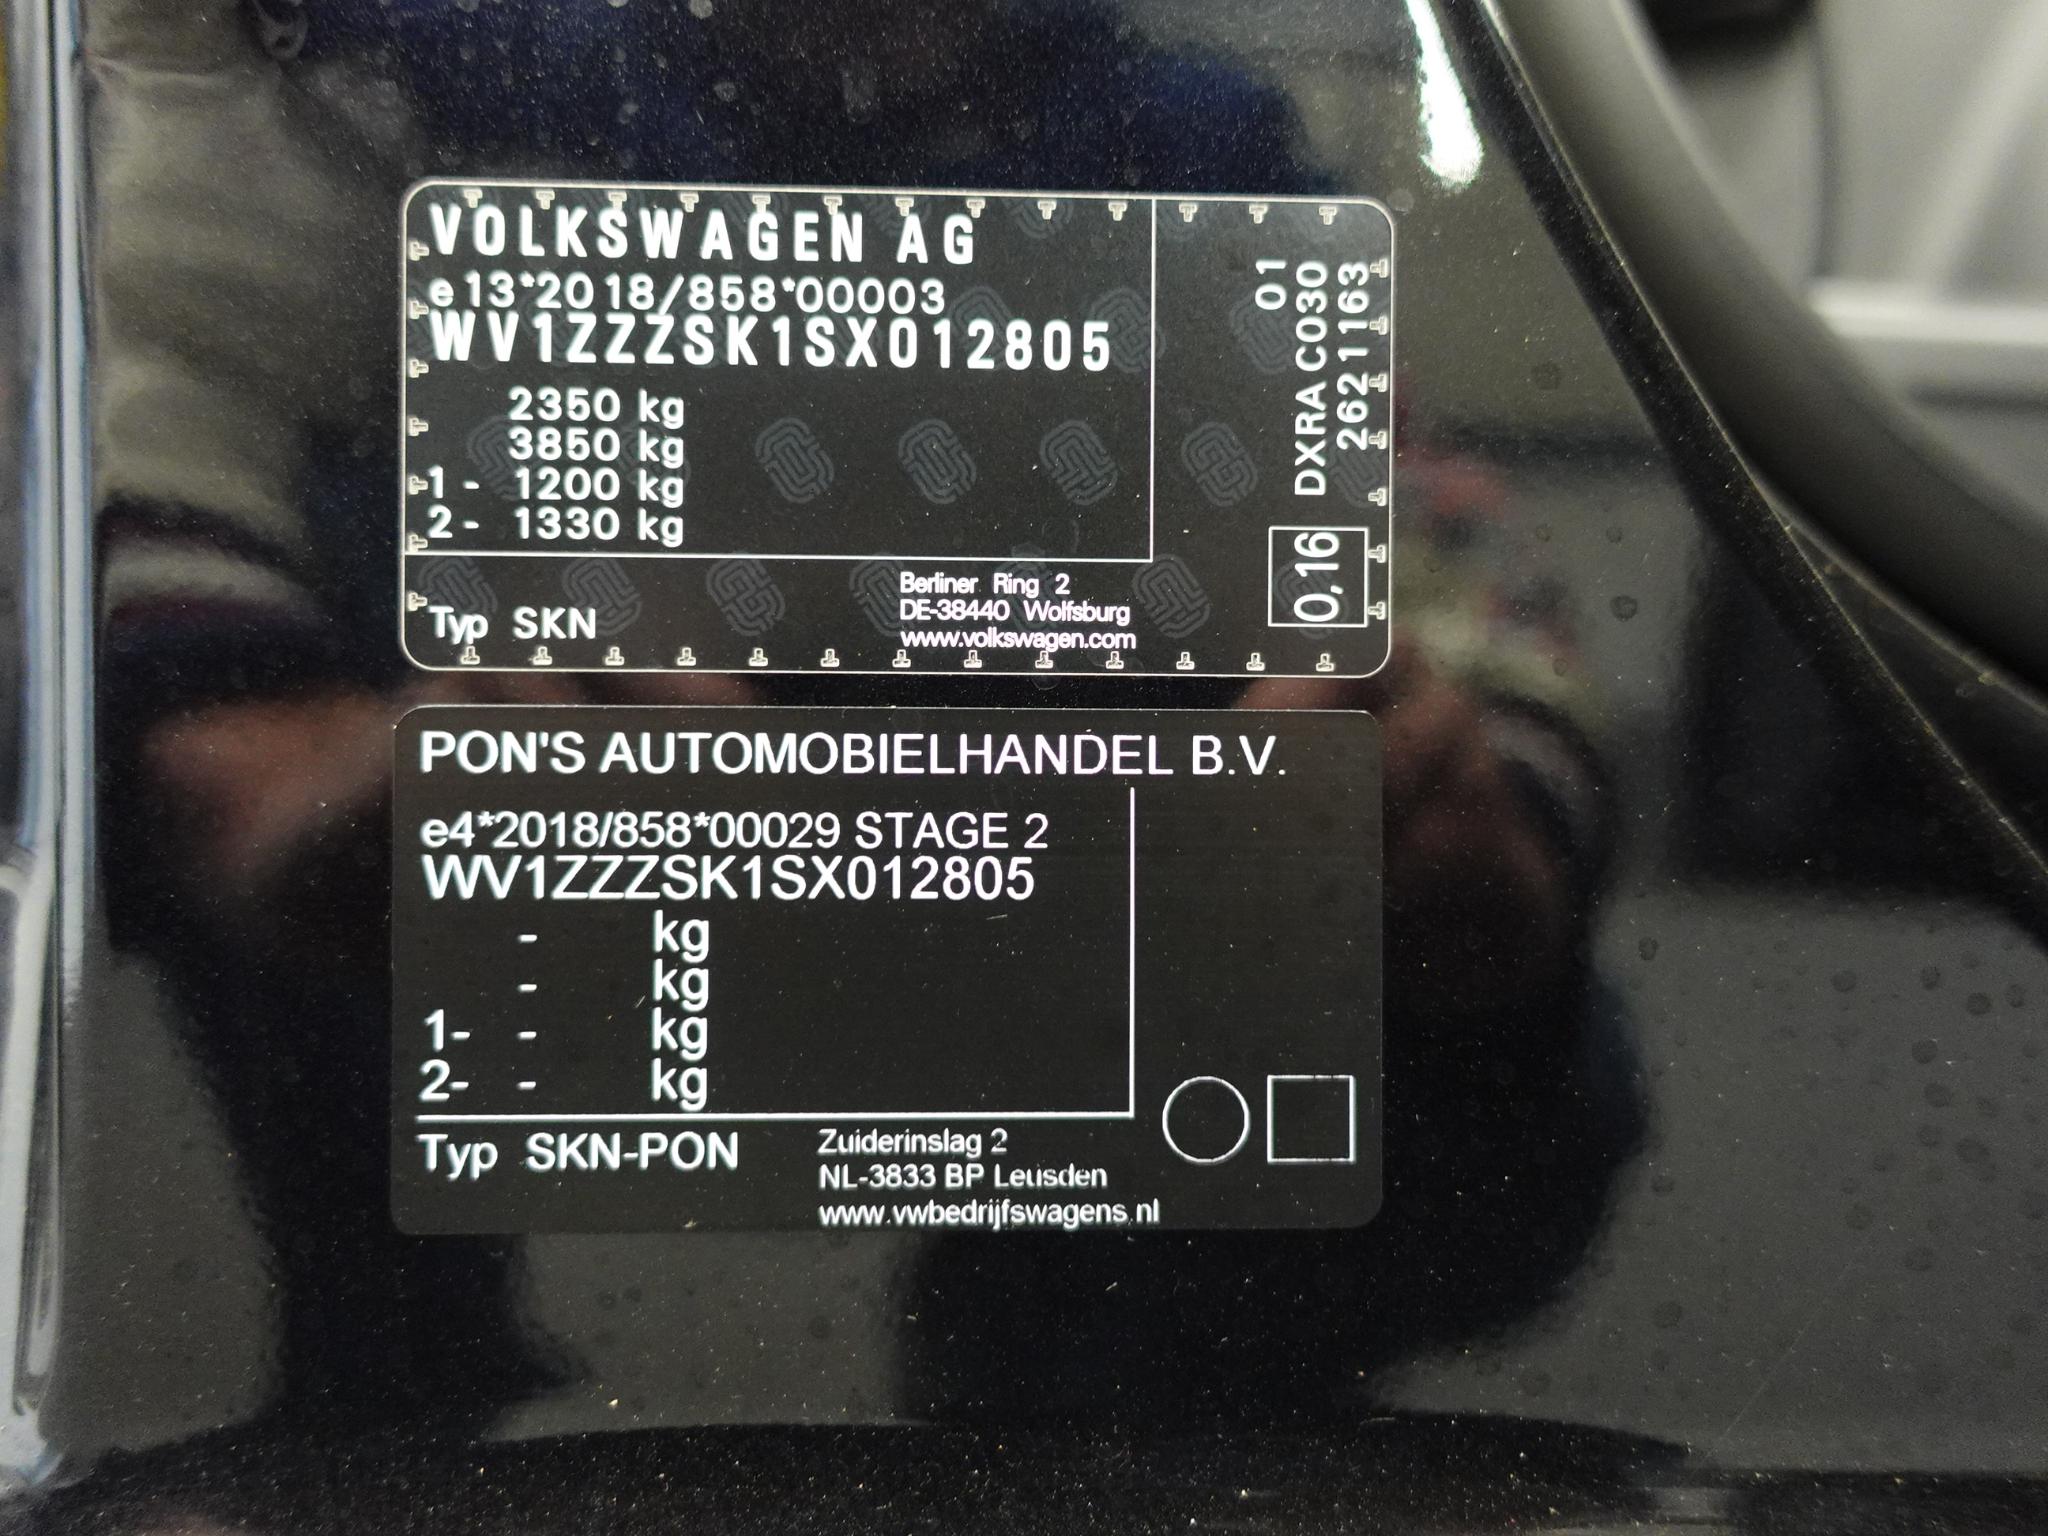 VOLKSWAGEN AG
e13*2018/858*00003
WV1ZZZSK1SX012805
2350 kg
3850 kg
1 - 1200 kg
2 - 1330 kg
Typ SKN
Berliner Ring 2
DE-38440 Wolfsburg
www.volkswagen.com
01
DXRA C030
262 1163
0,16
PON'S AUTOMOBIELHANDEL B.V.
e4*2018/858*00029 STAGE 2
WV1ZZZSK1SX012805
- kg
- kg
1- - kg
2- - kg
Typ SKN-PON
Zuiderinslag 2
NL-3833 BP Leusden
www.vwbedrijfswagens.nl